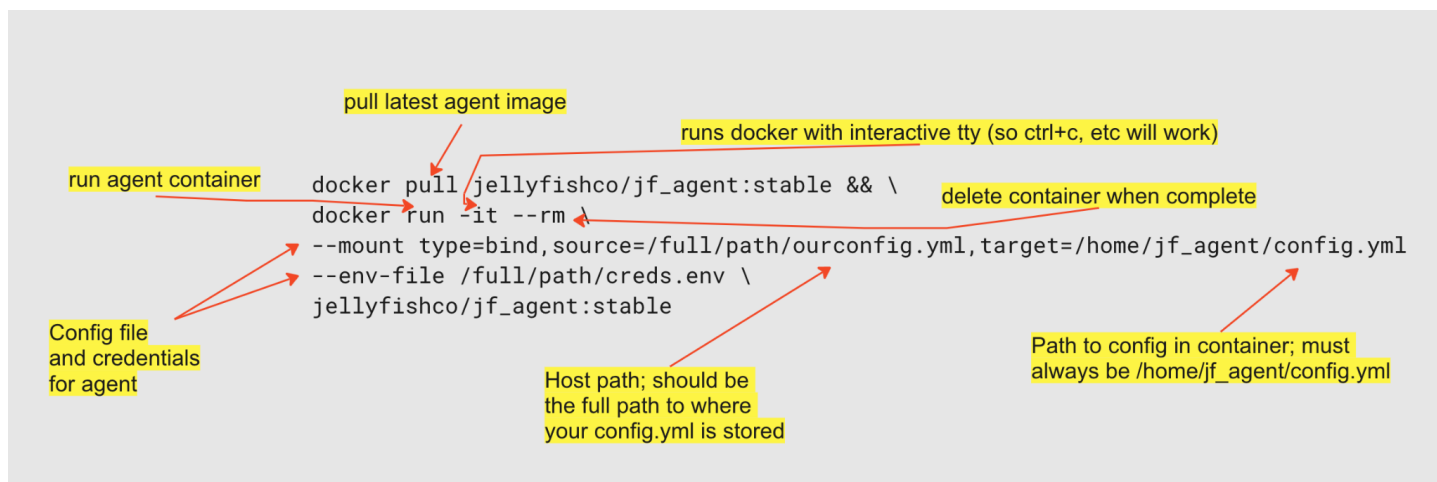 pull latest agent image
runs docker with interactive tty (so ctrl+c, etc will work)
run agent container
delete container when complete
docker pull jellyfishco/jf_agent:stable && \
docker run -it --rm \
--mount type=bind,source=/full/path/ourconfig.yml,target=/home/jf_agent/config.yml
--env-file /full/path/creds.env \
jellyfishco/jf_agent:stable
Config file
and credentials
for agent
Host path; should be
the full path to where
your config.yml is stored
Path to config in container; must
always be /home/jf_agent/config.yml